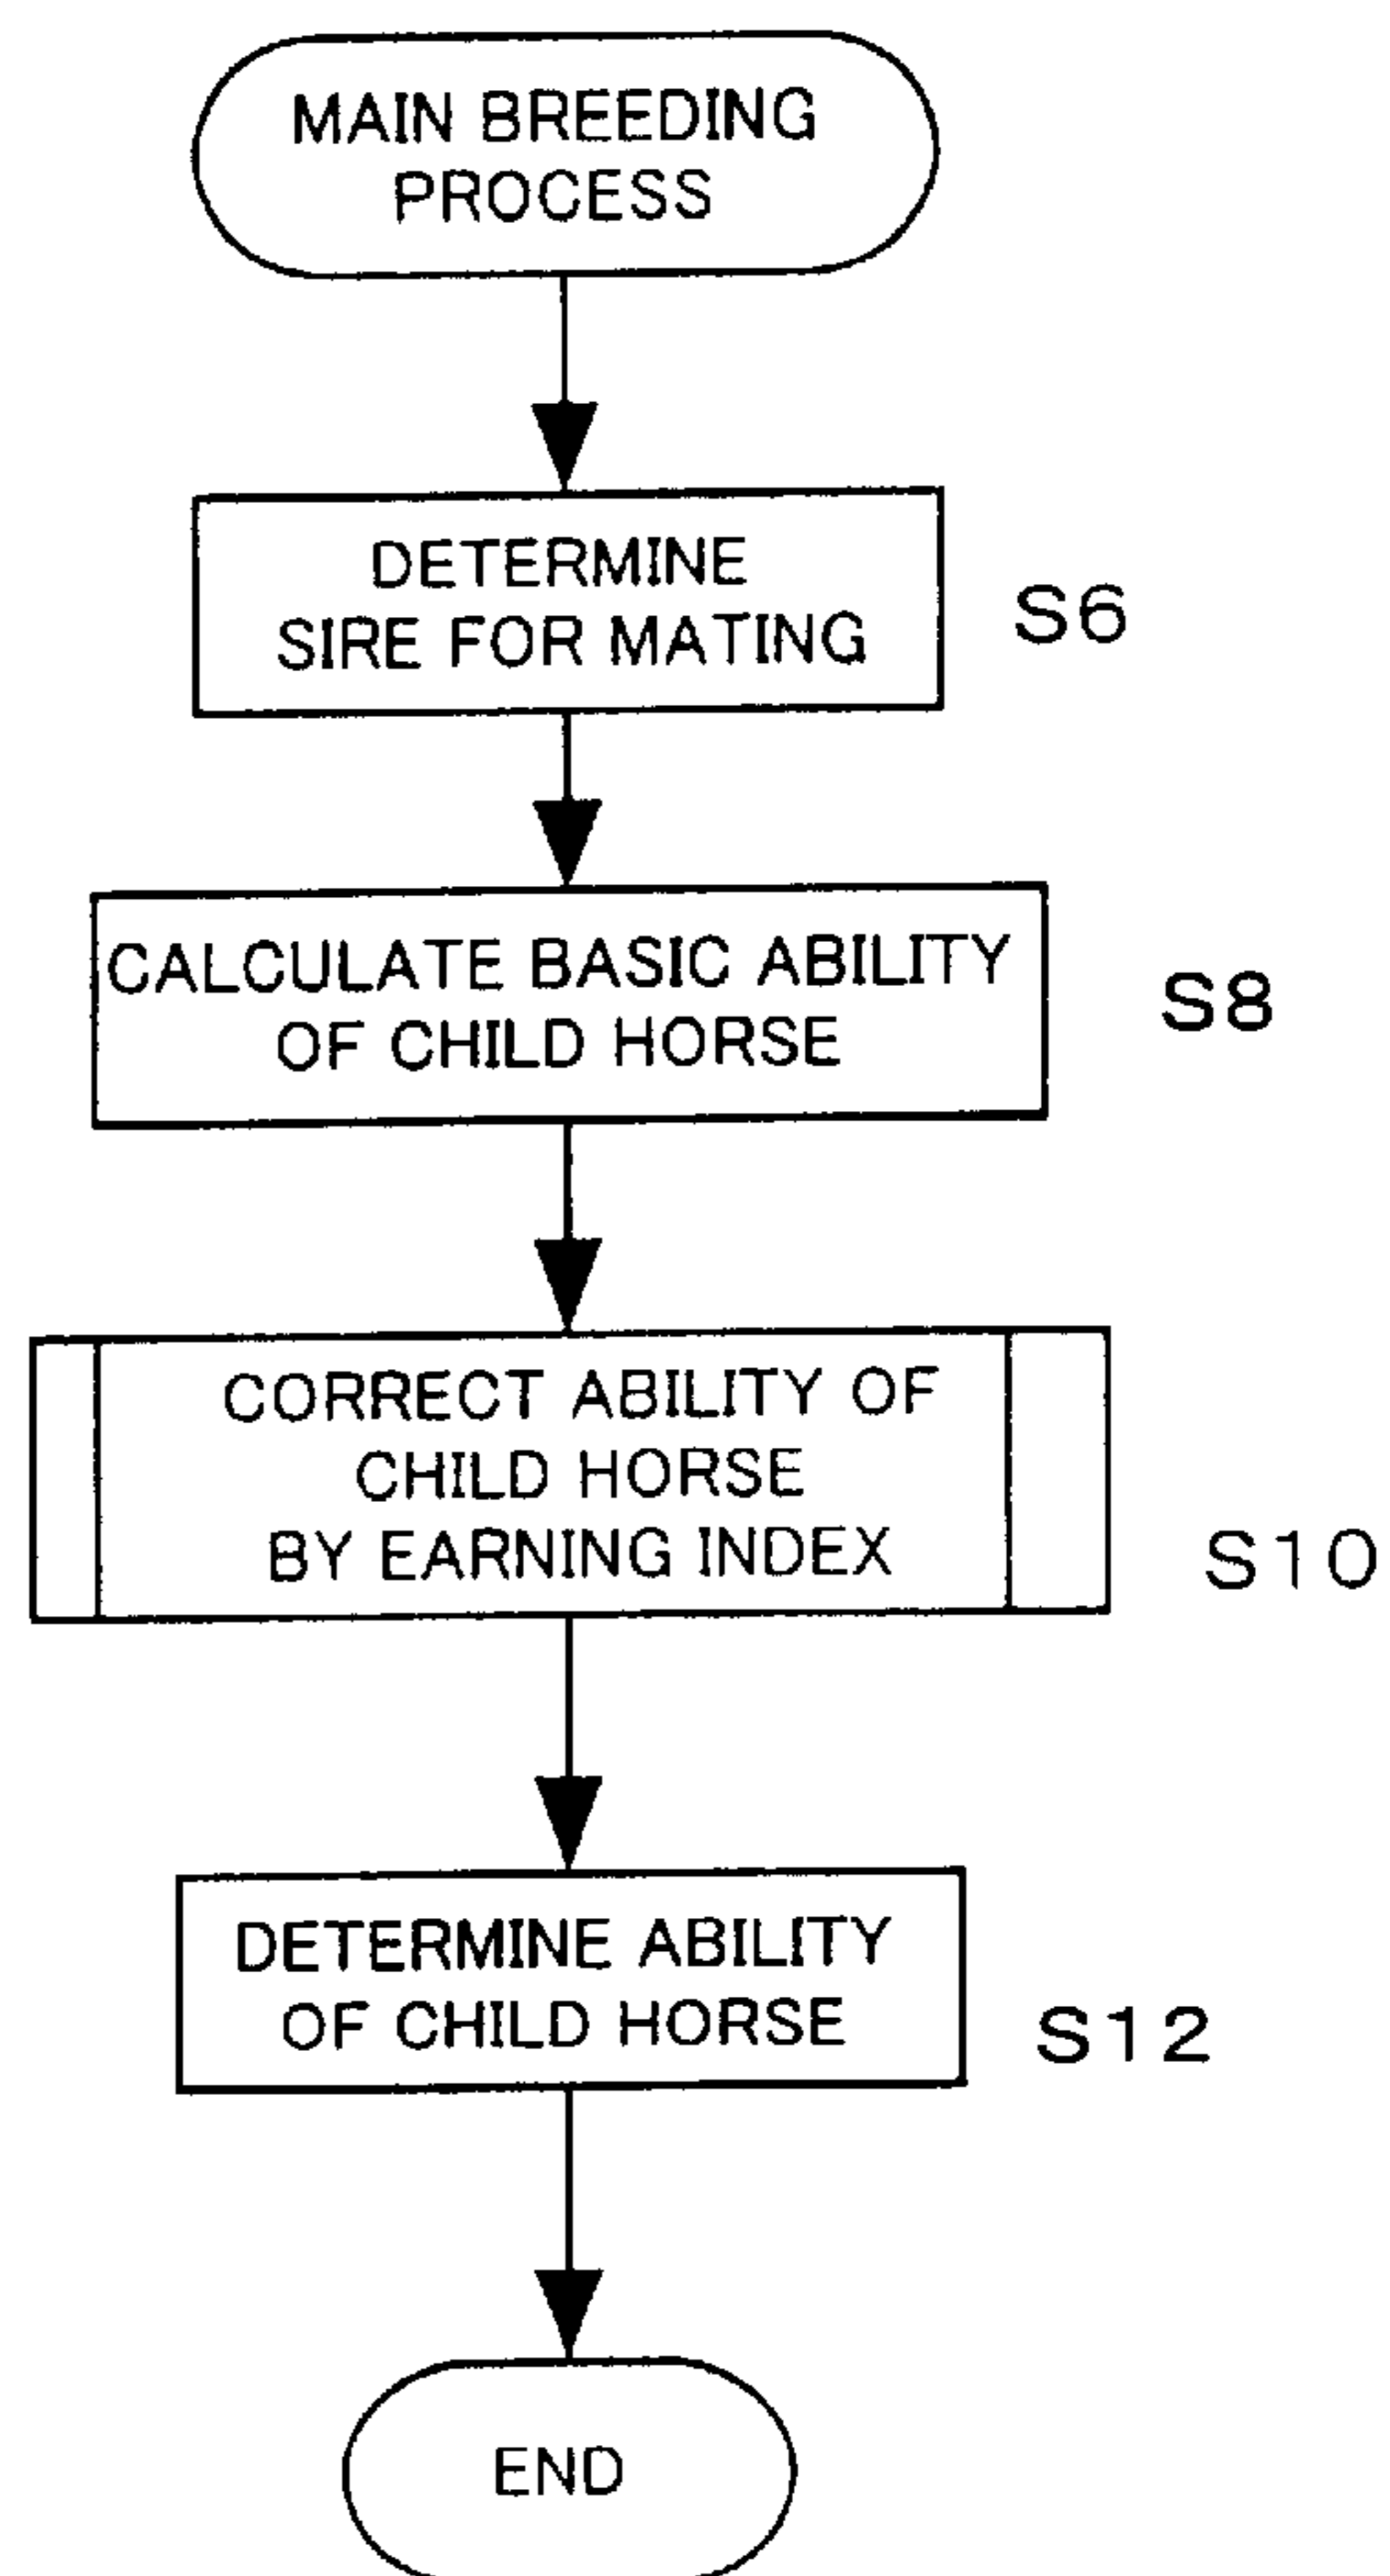 MAIN BREEDING
PROCESS
DETERMINE
SIRE FOR MATING
S6
CALCULATE BASIC ABILITY
OF CHILD HORSE
S8
CORRECT ABILITY OF
CHILD HORSE
BY EARNING INDEX
S10
DETERMINE ABILITY
OF CHILD HORSE
S12
END